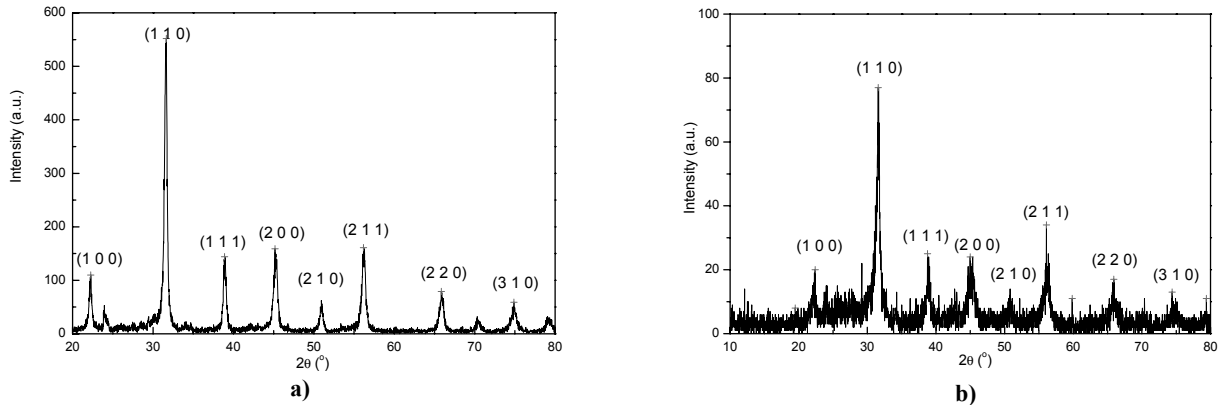 600
500
400
300
200
100
0
20 30 40 50 60 70 80
Intensity (a.u.)
2θ (°)
(1 0 0)
(1 1 0)
(1 1 1)
(2 0 0)
(2 1 0)
(2 1 1)
(2 2 0)
(3 1 0)
a)
100
80
60
40
20
0
10 20 30 40 50 60 70 80
Intensity (a.u.)
2θ (°)
(1 0 0)
(1 1 0)
(1 1 1)
(2 0 0)
(2 1 0)
(2 1 1)
(2 2 0)
(3 1 0)
b)